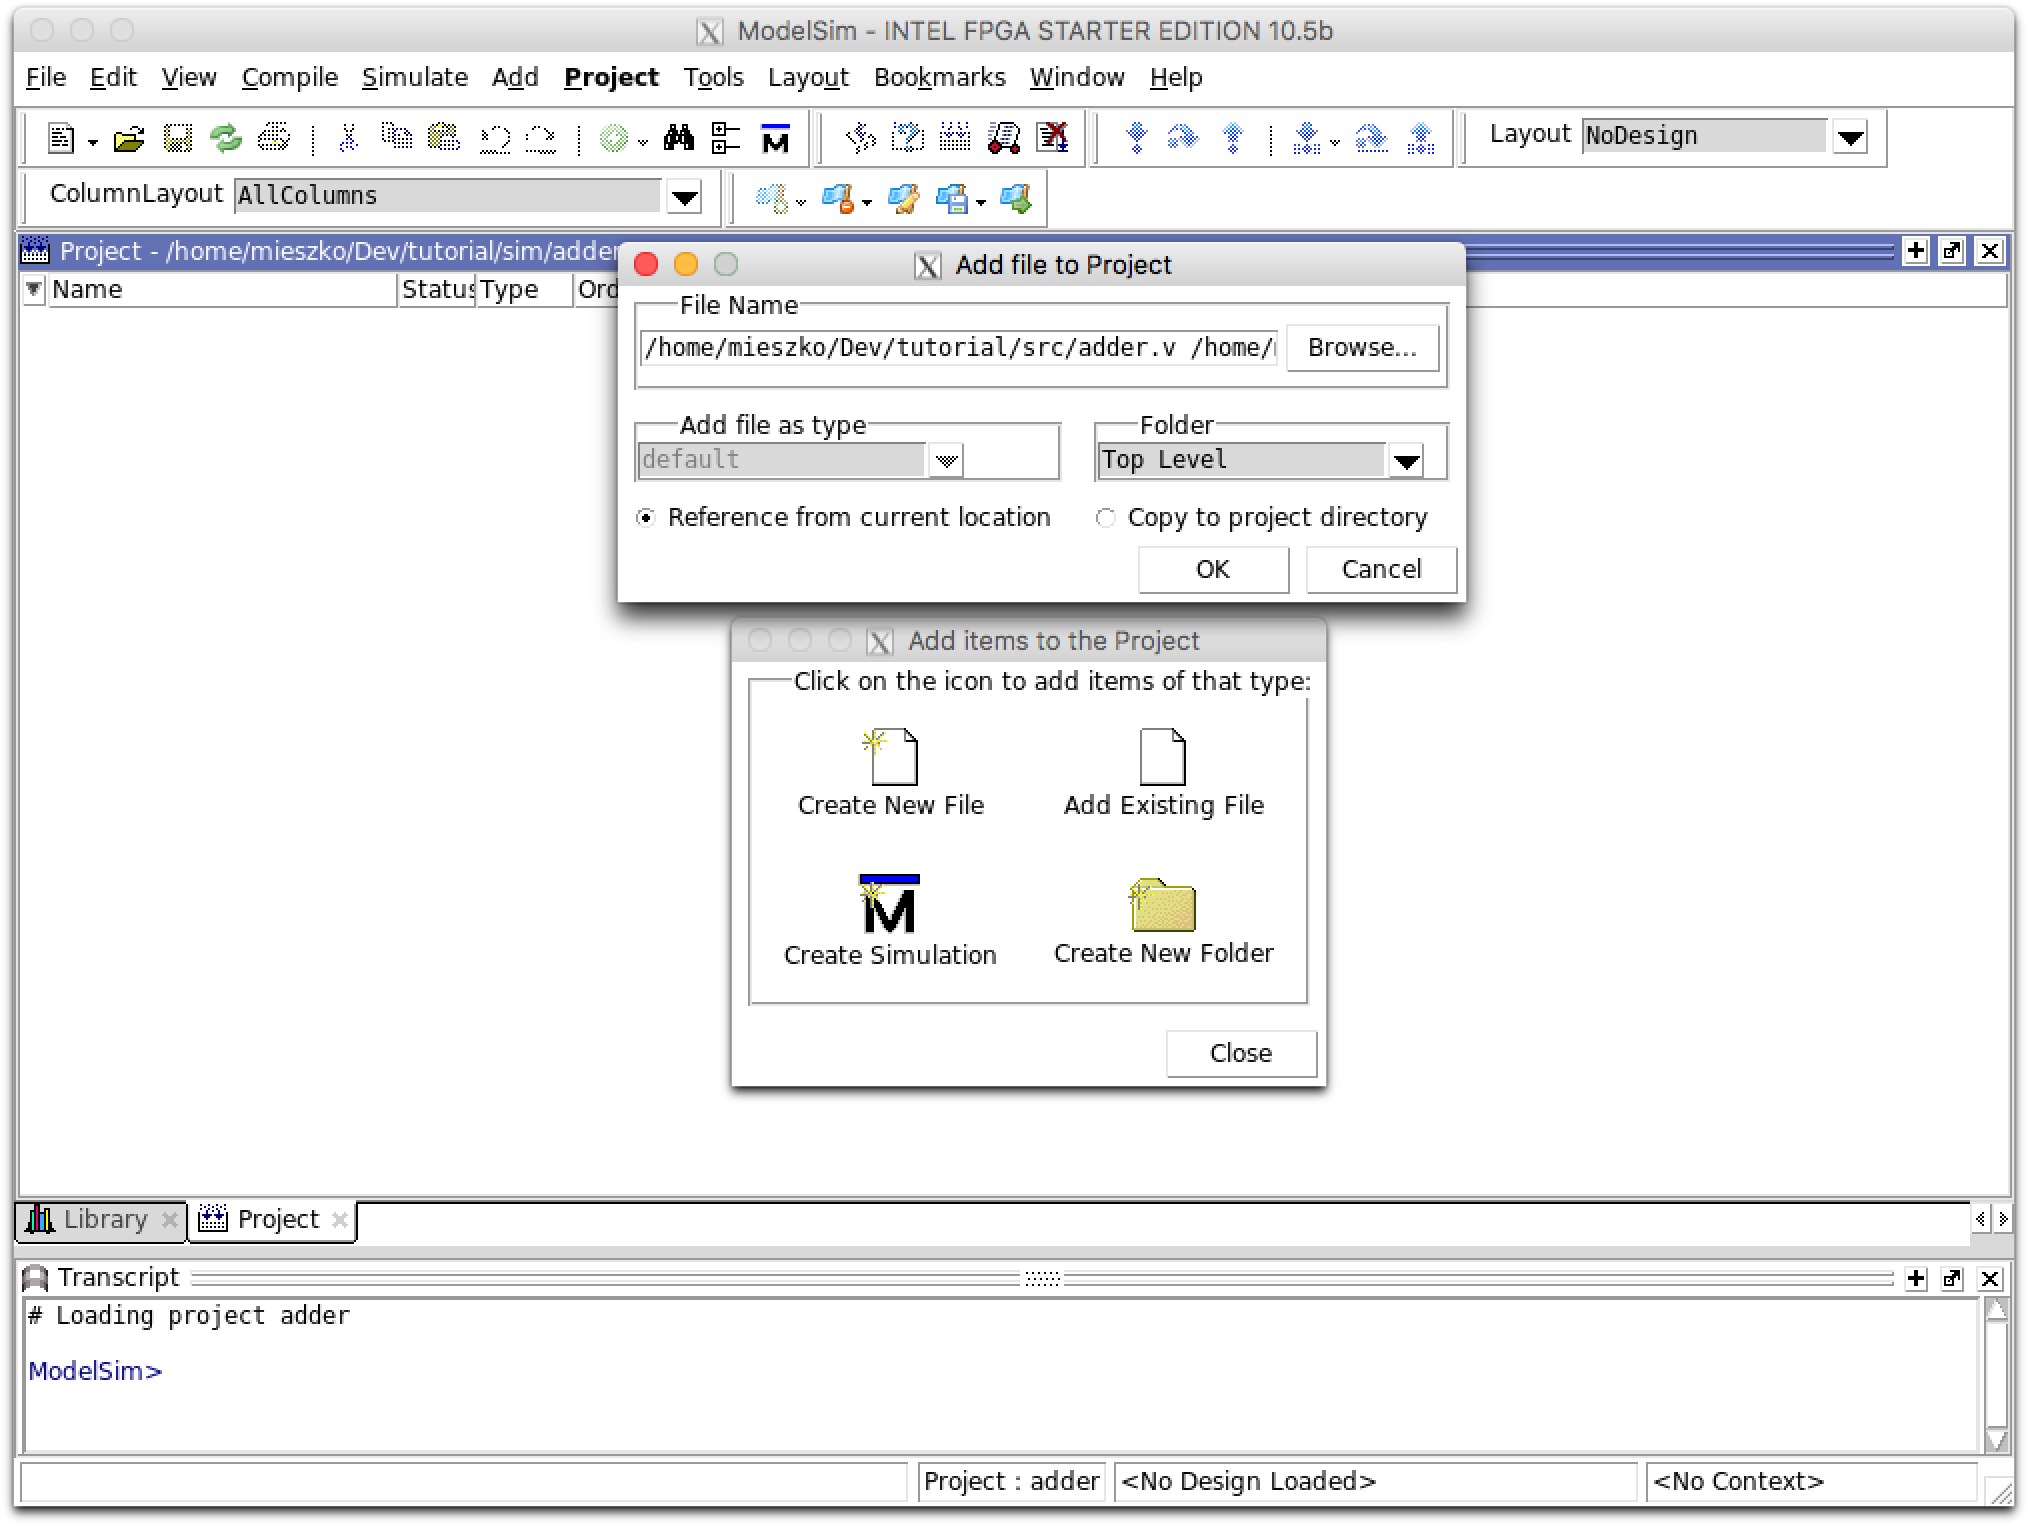 ModelSim - INTEL FPGA STARTER EDITION 10.5b
File Edit View Compile Simulate Add Project Tools Layout Bookmarks Window Help
Layout NoDesign
ColumnLayout AllColumns
Project - /home/mieszko/Dev/tutorial/sim/adder
Name Status Type Ord
Add file to Project
File Name
/home/mieszko/Dev/tutorial/src/adder.v /home/ Browse...
Add file as type Folder
default Top Level
Reference from current location Copy to project directory
OK Cancel
Add items to the Project
Click on the icon to add items of that type:
Create New File Add Existing File
M
Create Simulation Create New Folder
Close
Library Project
Transcript
# Loading project adder
ModelSim>
Project : adder <No Design Loaded> <No Context>